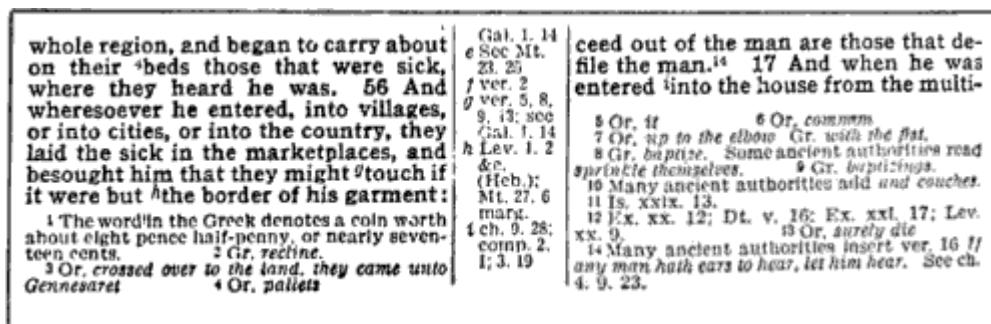 whole region, and began to carry about
on their ⁴beds those that were sick,
where they heard he was. 56 And
wheresoever he entered, into villages,
or into cities, or into the country, they
laid the sick in the marketplaces, and
besought him that they might ᵍtouch if
it were but ʰthe border of his garment:
1 The word in the Greek denotes a coin worth
about eight pence half-penny, or nearly seven-
teen cents. 2 Gr. recline.
3 Or, crossed over to the land, they came unto
Gennesaret 4 Or, pallets
Gal. 1. 14
e See Mt.
23. 25
f ver. 2
g ver. 5, 8,
9, 13; see
Gal. 1. 14
h Lev. 1. 2
&c.
(Heb.);
Mt. 27. 6
marg.
i ch. 9. 28;
comp. 2.
1; 3. 19
ceed out of the man are those that de-
file the man.¹⁴ 17 And when he was
entered ⁱinto the house from the multi-
5 Or, if 6 Or, common
7 Or, up to the elbow Gr. with the fist.
8 Gr. baptize. Some ancient authorities read
sprinkle themselves. 9 Gr. baptizings.
10 Many ancient authorities add and couches.
11 Is. xxix. 13.
12 Ex. xx. 12; Dt. v. 16; Ex. xxi. 17; Lev.
xx. 9. 13 Or, surely die
14 Many ancient authorities insert ver. 16 If
any man hath ears to hear, let him hear. See ch.
4. 9. 23.